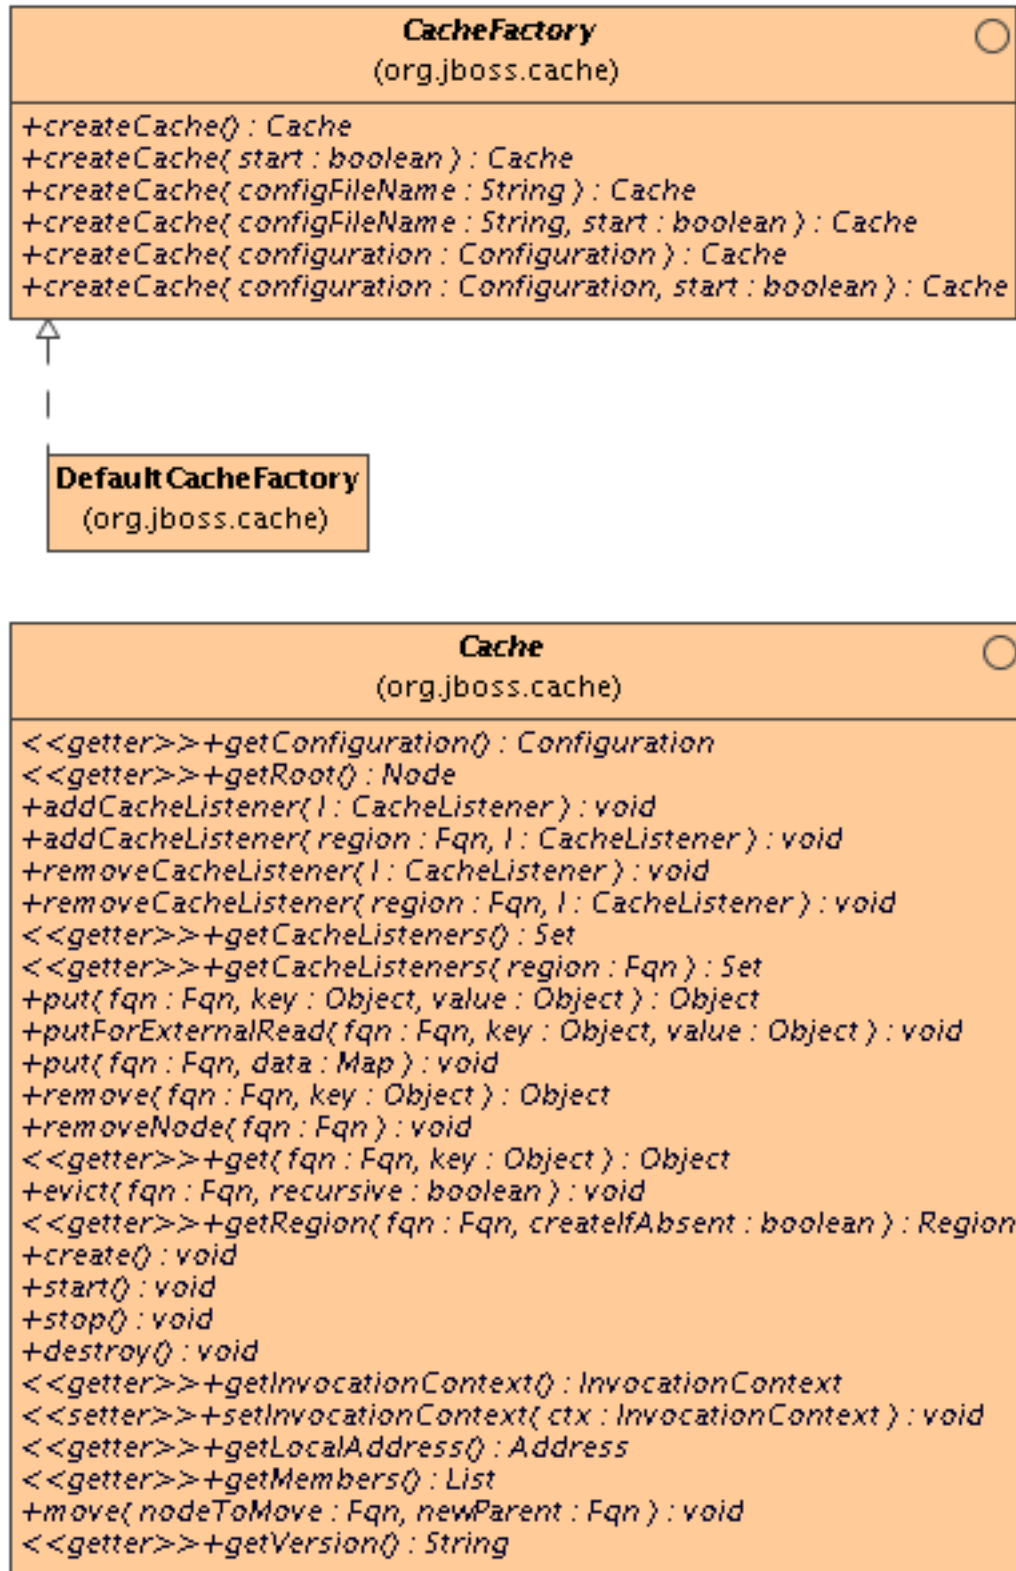 CacheFactory
(org.jboss.cache)
+createCache() : Cache
+createCache( start : boolean ) : Cache
+createCache( configFileName : String ) : Cache
+createCache( configFileName : String, start : boolean ) : Cache
+createCache( configuration : Configuration ) : Cache
+createCache( configuration : Configuration, start : boolean ) : Cache
DefaultCacheFactory
(org.jboss.cache)
Cache
(org.jboss.cache)
<<getter>>+getConfiguration() : Configuration
<<getter>>+getRoot() : Node
+addCacheListener( l : CacheListener ) : void
+addCacheListener( region : Fqn, l : CacheListener ) : void
+removeCacheListener( l : CacheListener ) : void
+removeCacheListener( region : Fqn, l : CacheListener ) : void
<<getter>>+getCacheListeners() : Set
<<getter>>+getCacheListeners( region : Fqn ) : Set
+put( fqn : Fqn, key : Object, value : Object ) : Object
+putForExternalRead( fqn : Fqn, key : Object, value : Object ) : void
+put( fqn : Fqn, data : Map ) : void
+remove( fqn : Fqn, key : Object ) : Object
+removeNode( fqn : Fqn ) : void
<<getter>>+get( fqn : Fqn, key : Object ) : Object
+evict( fqn : Fqn, recursive : boolean ) : void
<<getter>>+getRegion( fqn : Fqn, createIfAbsent : boolean ) : Region
+create() : void
+start() : void
+stop() : void
+destroy() : void
<<getter>>+getInvocationContext() : InvocationContext
<<setter>>+setInvocationContext( ctx : InvocationContext ) : void
<<getter>>+getLocalAddress() : Address
<<getter>>+getMembers() : List
+move( nodeToMove : Fqn, newParent : Fqn ) : void
<<getter>>+getVersion() : String